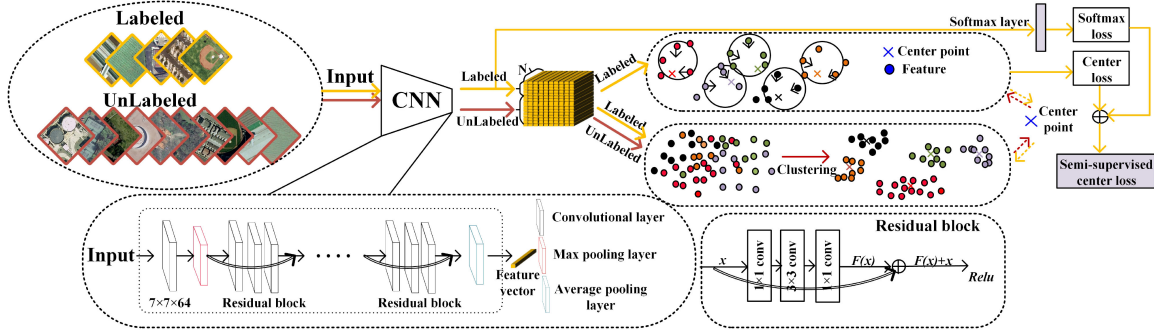 Labeled
UnLabeled
Input
CNN
Labeled
UnLabeled
N
Labeled
Labeled
UnLabeled
Softmax layer
Center point
Feature
Clustering
Softmax
loss
Center
loss
Center
point
Semi-supervised
center loss
Input
7×7×64
Residual block
Residual block
Feature
vector
Convolutional layer
Max pooling layer
Average pooling
layer
Residual block
x
1×1 conv
3×3 conv
1×1 conv
F(x)
F(x)+x
Relu